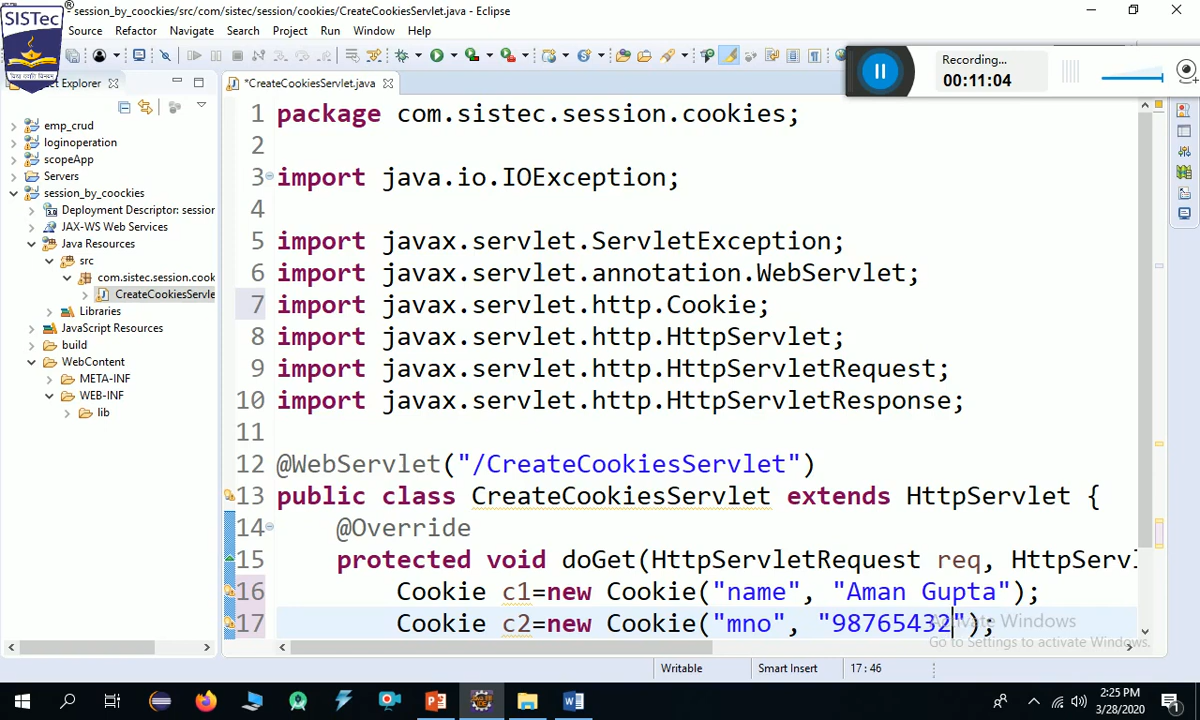 session_by_coockies/src/com/sistec/session/cookies/CreateCookiesServlet.java - Eclipse
SISTec
Source Refactor Navigate Search Project Run Window Help
Recording...
00:11:04
Explorer
*CreateCookiesServlet.java
emp_crud
loginoperation
scopeApp
Servers
session_by_coockies
Deployment Descriptor: session
JAX-WS Web Services
Java Resources
src
com.sistec.session.cook
CreateCookiesServle
Libraries
JavaScript Resources
build
WebContent
META-INF
WEB-INF
lib
1 package com.sistec.session.cookies;
2
3 import java.io.IOException;
4
5 import javax.servlet.ServletException;
6 import javax.servlet.annotation.WebServlet;
7 import javax.servlet.http.Cookie;
8 import javax.servlet.http.HttpServlet;
9 import javax.servlet.http.HttpServletRequest;
10 import javax.servlet.http.HttpServletResponse;
11
12 @WebServlet("/CreateCookiesServlet")
13 public class CreateCookiesServlet extends HttpServlet {
14 @Override
15 protected void doGet(HttpServletRequest req, HttpServl
16 Cookie c1=new Cookie("name", "Aman Gupta");
17 Cookie c2=new Cookie("mno", "98765432");
Activate Windows
Go to Settings to activate Windows.
Writable Smart Insert 17 : 46
2:25 PM
3/28/2020